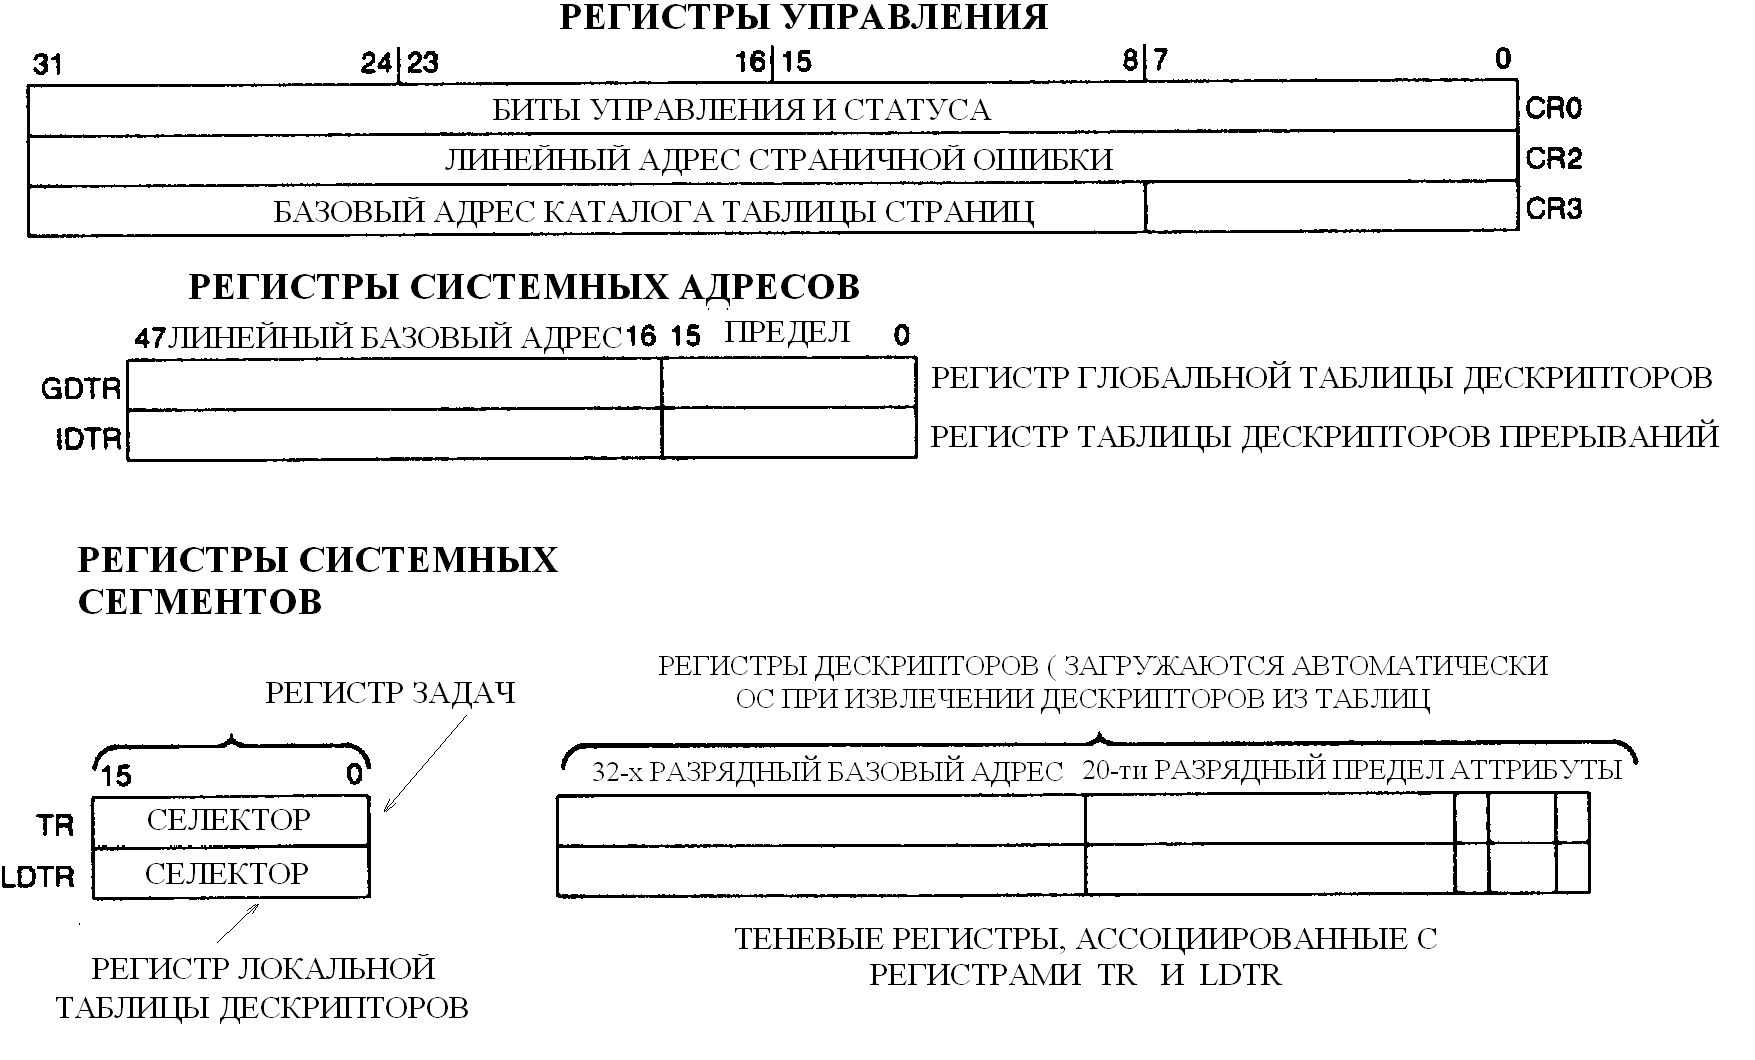 РЕГИСТРЫ УПРАВЛЕНИЯ
31 24 23 16 15 8 7 0
БИТЫ УПРАВЛЕНИЯ И СТАТУСА CR0
ЛИНЕЙНЫЙ АДРЕС СТРАНИЧНОЙ ОШИБКИ CR2
БАЗОВЫЙ АДРЕС КАТАЛОГА ТАБЛИЦЫ СТРАНИЦ CR3
РЕГИСТРЫ СИСТЕМНЫХ АДРЕСОВ
47 ЛИНЕЙНЫЙ БАЗОВЫЙ АДРЕС 16 15 ПРЕДЕЛ 0
GDTR РЕГИСТР ГЛОБАЛЬНОЙ ТАБЛИЦЫ ДЕСКРИПТОРОВ
IDTR РЕГИСТР ТАБЛИЦЫ ДЕСКРИПТОРОВ ПРЕРЫВАНИЙ
РЕГИСТРЫ СИСТЕМНЫХ
СЕГМЕНТОВ
РЕГИСТР ЗАДАЧ
РЕГИСТРЫ ДЕСКРИПТОРОВ ( ЗАГРУЖАЮТСЯ АВТОМАТИЧЕСКИ
ОС ПРИ ИЗВЛЕЧЕНИИ ДЕСКРИПТОРОВ ИЗ ТАБЛИЦ
15 0
32-х РАЗРЯДНЫЙ БАЗОВЫЙ АДРЕС 20-ти РАЗРЯДНЫЙ ПРЕДЕЛ АТТРИБУТЫ
TR СЕЛЕКТОР
LDTR СЕЛЕКТОР
РЕГИСТР ЛОКАЛЬНОЙ
ТАБЛИЦЫ ДЕСКРИПТОРОВ
ТЕНЕВЫЕ РЕГИСТРЫ, АССОЦИИРОВАННЫЕ С
РЕГИСТРАМИ TR И LDTR